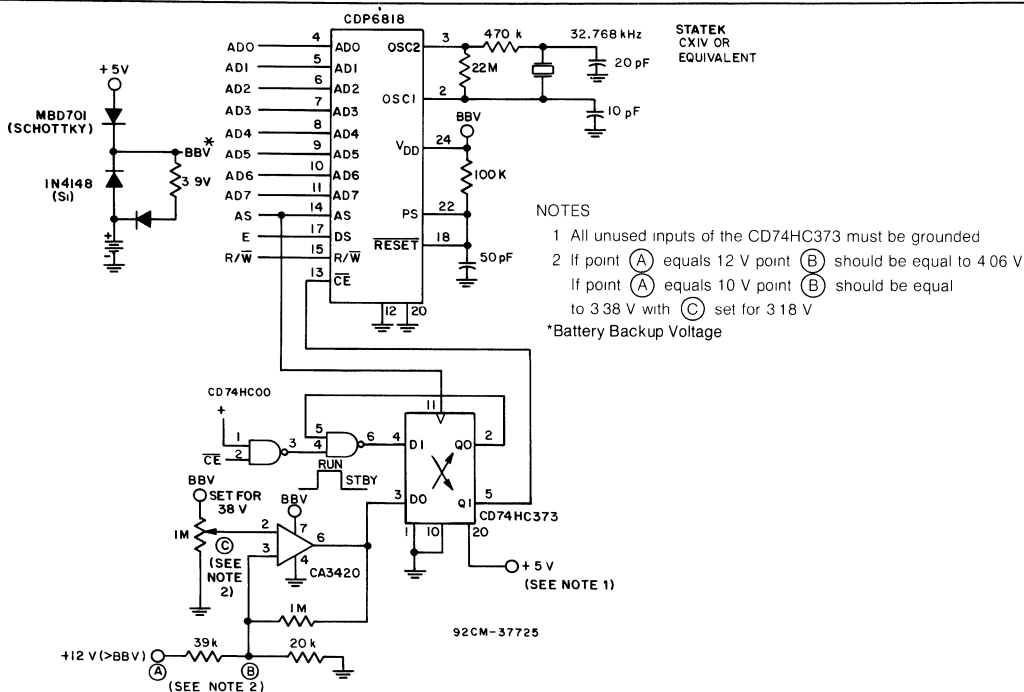 CDP6818
STATEK
CXIV OR
EQUIVALENT
32.768 kHz
470 k
22M
20 pF
10 pF
3
OSC2
2
OSC1
BBV
24
VDD
100 K
22
PS
18
RESET
50 pF
12
20
AD0 4 AD0
AD1 5 AD1
AD2 6 AD2
AD3 7 AD3
AD4 8 AD4
AD5 9 AD5
AD6 10 AD6
AD7 11 AD7
AS 14 AS
E 17 DS
R/W 15 R/W
13 CE
+5V
MBD701
(SCHOTTKY)
BBV*
1N4148
(Si)
3 9V
+
-
NOTES
1 All unused inputs of the CD74HC373 must be grounded
2 If point A equals 12 V point B should be equal to 4 06 V
If point A equals 10 V point B should be equal
to 3 38 V with C set for 3 18 V
*Battery Backup Voltage
CD74HC00
+
1
CE 2
3
5
4
6
RUN
STBY
11
4 D1
Q0 2
3 D0
Q1 5
CD74HC373
1
10
20
+5 V
(SEE NOTE 1)
BBV
SET FOR
38 V
1M
C
(SEE
NOTE
2)
BBV
2
3
7
6
4
CA3420
1M
39k
20k
+12 V (>BBV)
A
B
(SEE NOTE 2)
92CM-37725